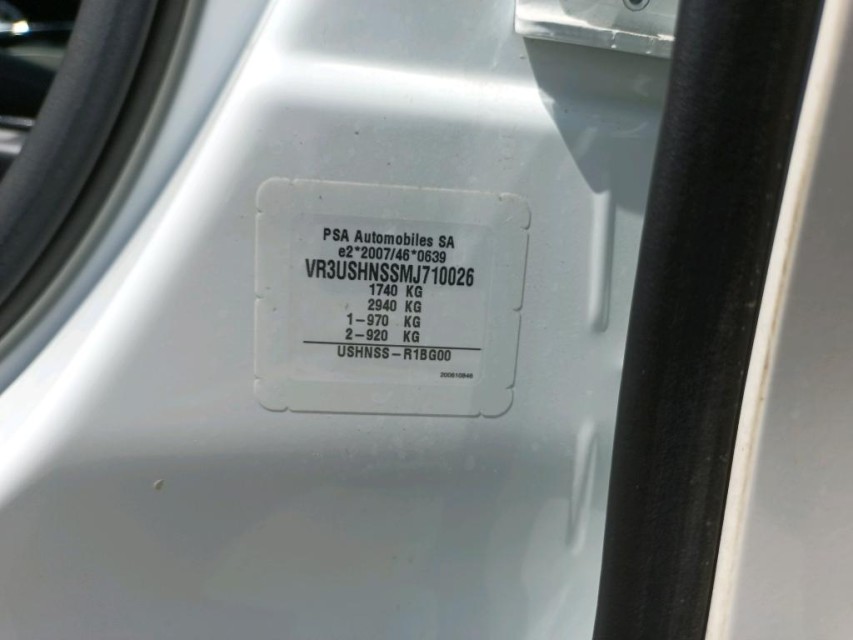 PSA Automobiles SA
e2*2007/46*0639
VR3USHNSSMJ710026
1740 KG
2940 KG
1-970 KG
2-920 KG
USHNSS-R1BG00